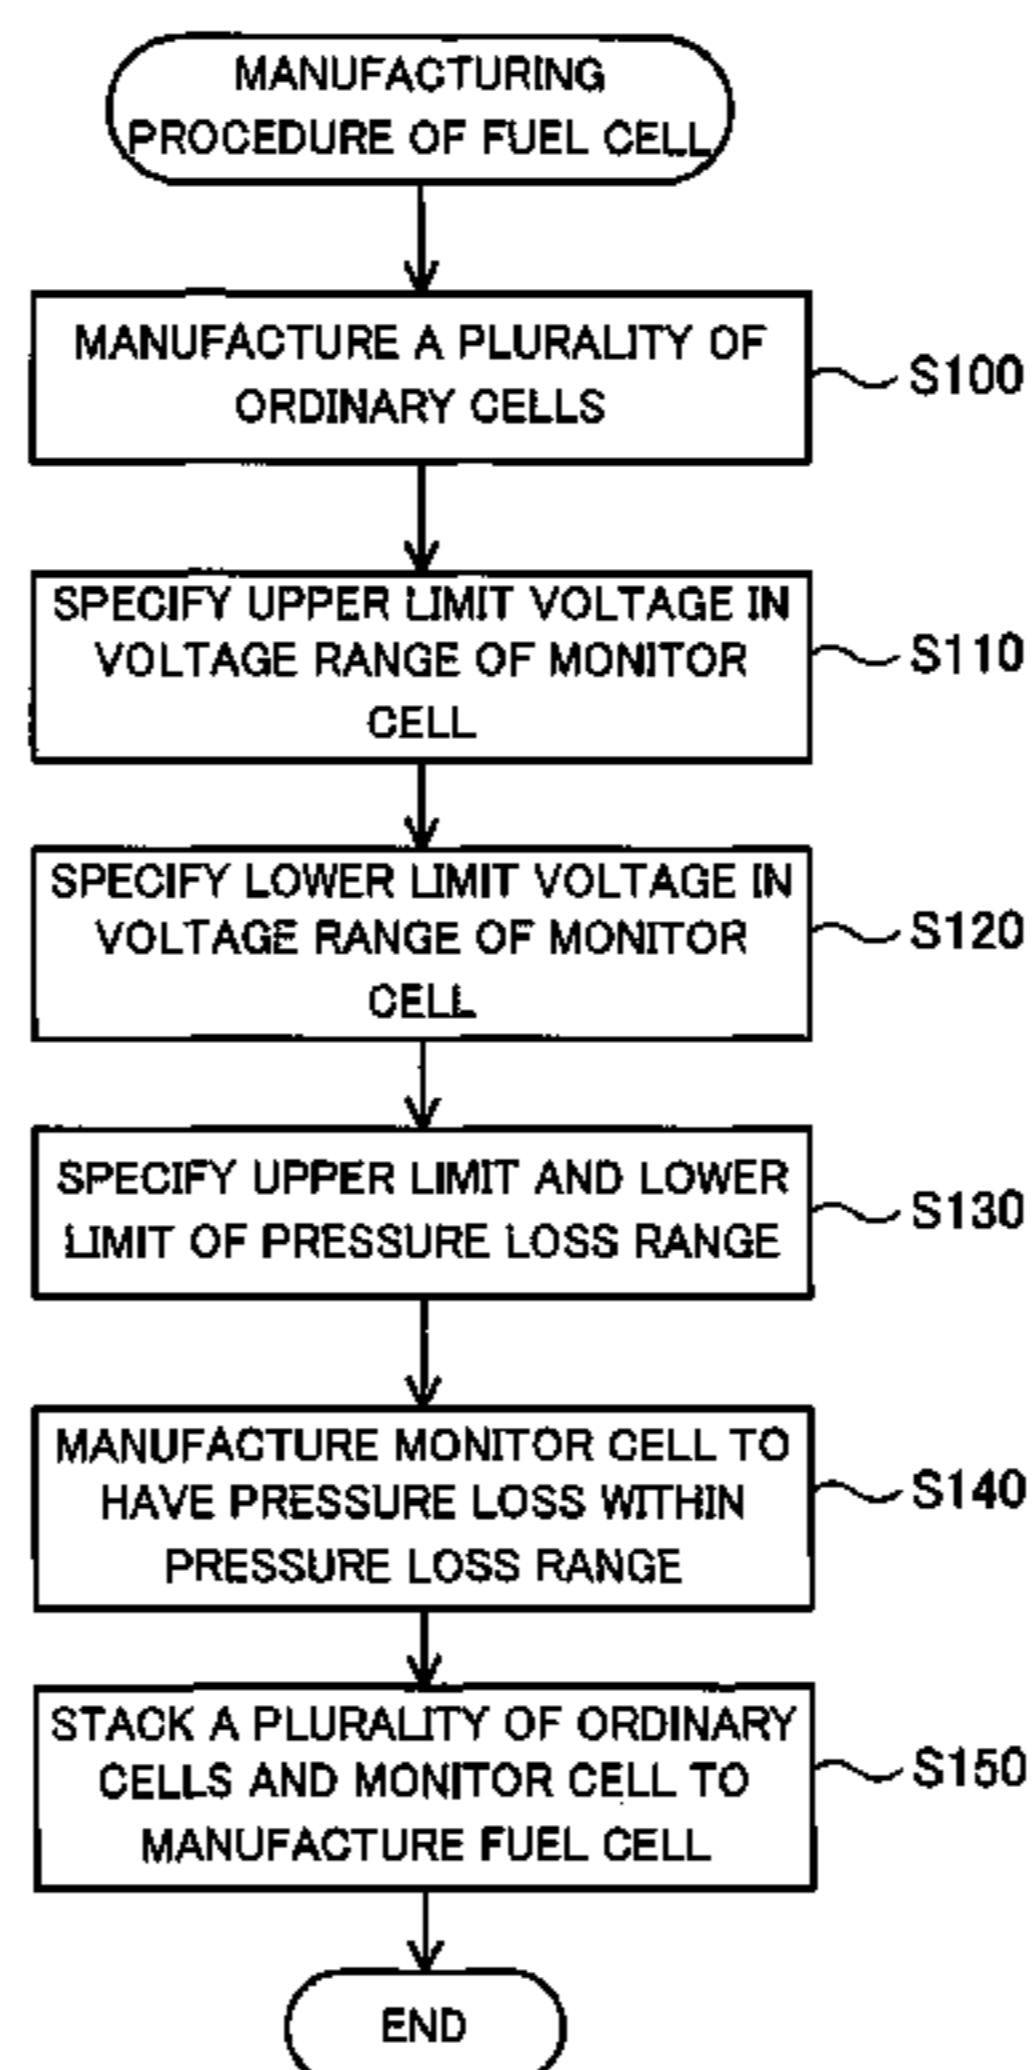 MANUFACTURING
PROCEDURE OF FUEL CELL
MANUFACTURE A PLURALITY OF
ORDINARY CELLS
S100
SPECIFY UPPER LIMIT VOLTAGE IN
VOLTAGE RANGE OF MONITOR
CELL
S110
SPECIFY LOWER LIMIT VOLTAGE IN
VOLTAGE RANGE OF MONITOR
CELL
S120
SPECIFY UPPER LIMIT AND LOWER
LIMIT OF PRESSURE LOSS RANGE
S130
MANUFACTURE MONITOR CELL TO
HAVE PRESSURE LOSS WITHIN
PRESSURE LOSS RANGE
S140
STACK A PLURALITY OF ORDINARY
CELLS AND MONITOR CELL TO
MANUFACTURE FUEL CELL
S150
END